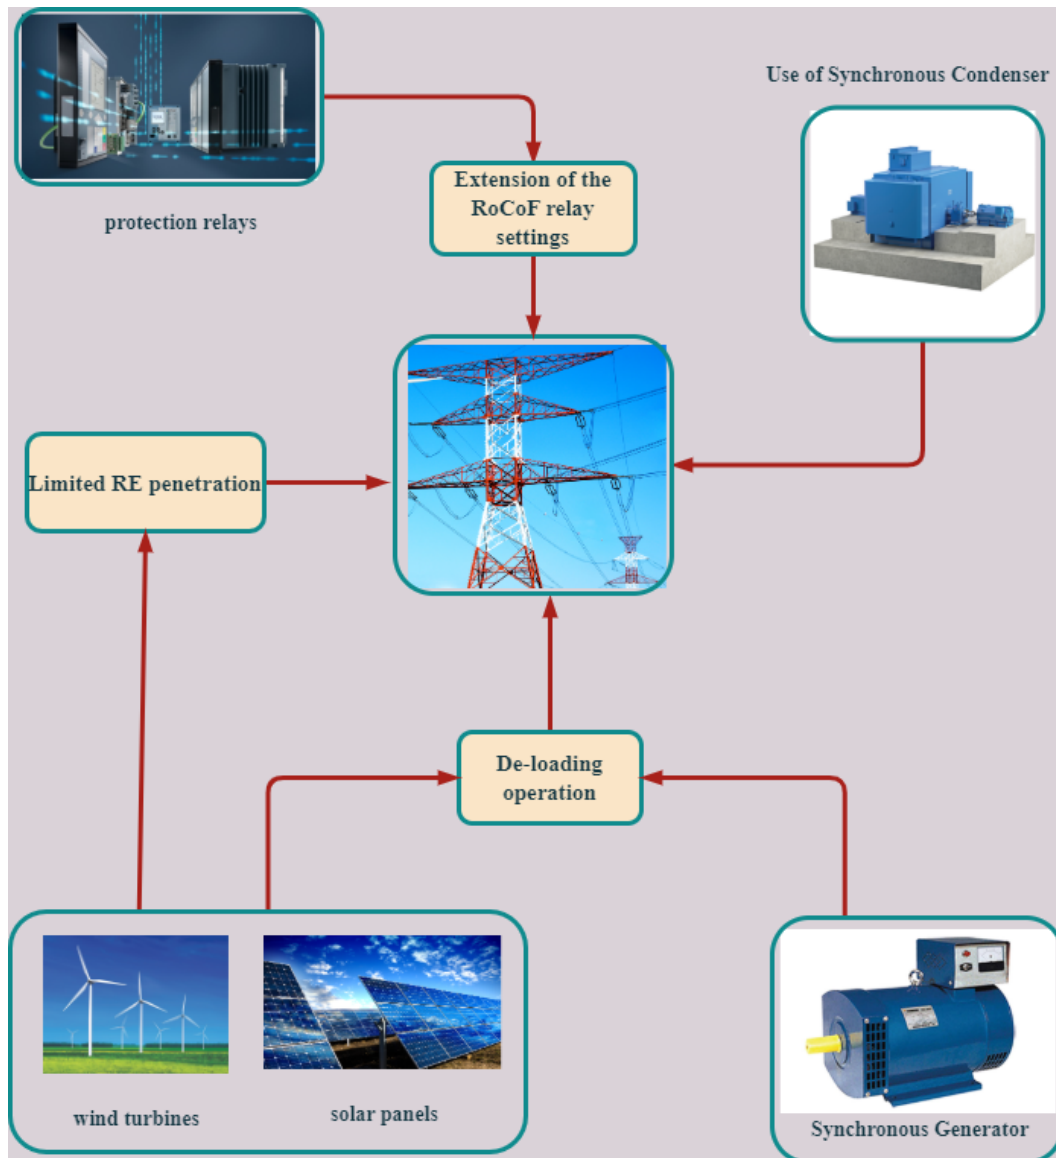 Use of Synchronous Condenser
protection relays
Extension of the
RoCoF relay
settings
Limited RE penetration
De-loading
operation
wind turbines
solar panels
Synchronous Generator